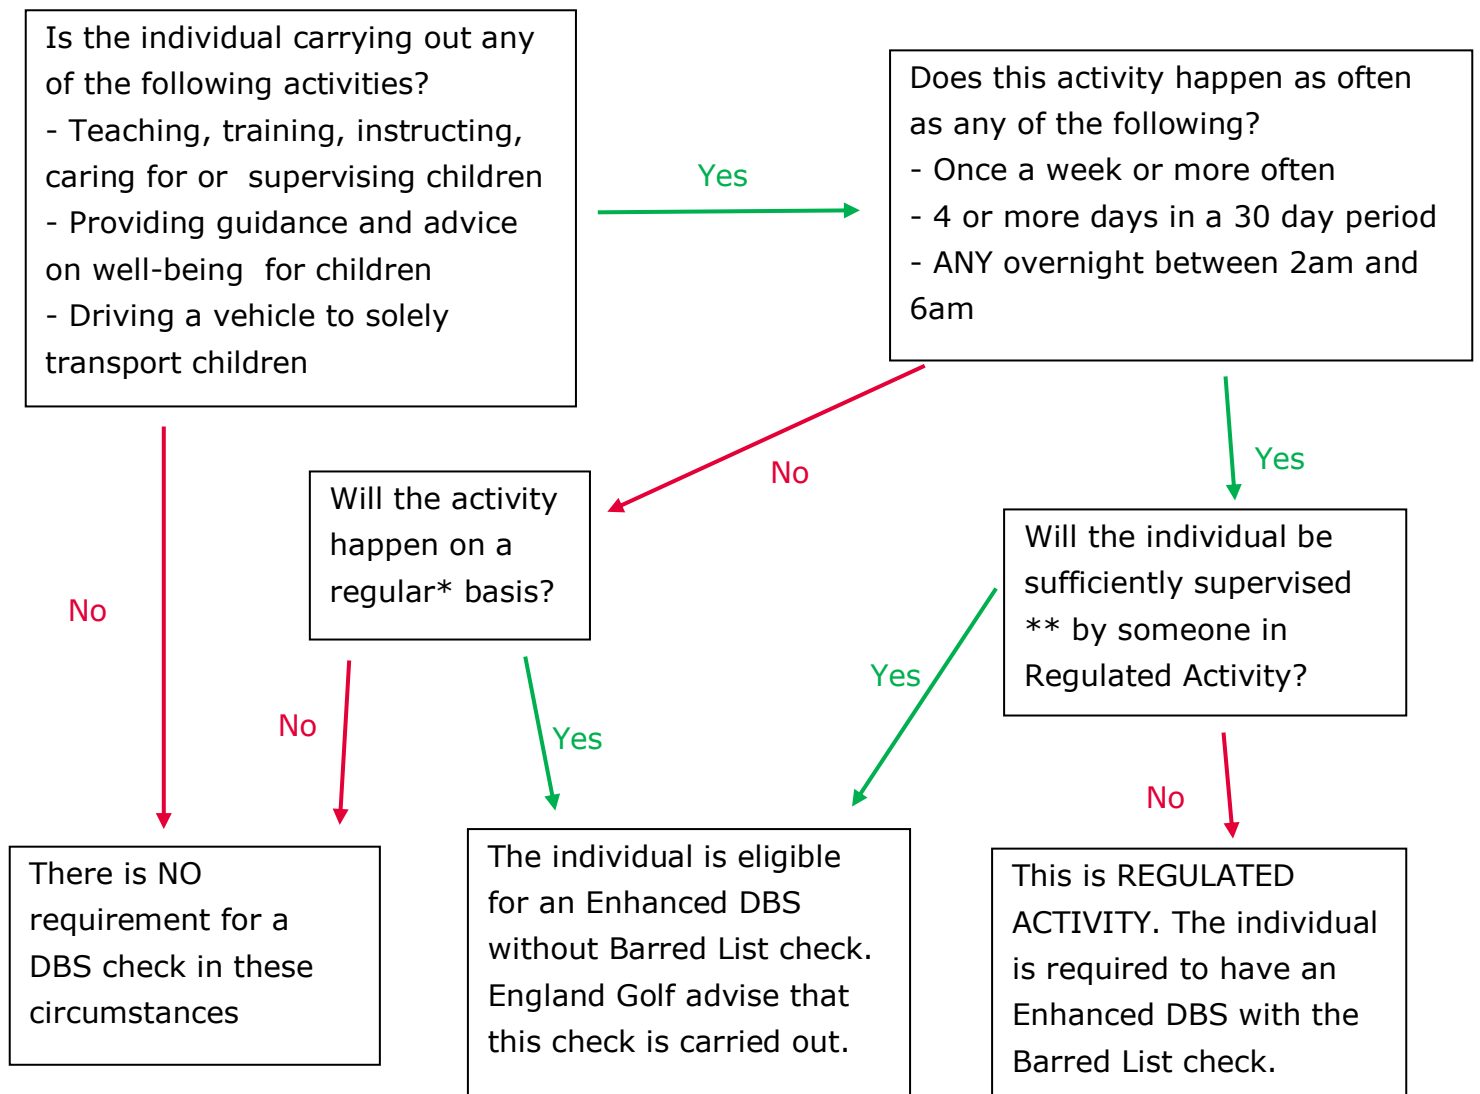 Is the individual carrying out any
of the following activities?
- Teaching, training, instructing,
caring for or  supervising children
- Providing guidance and advice
on well-being  for children
- Driving a vehicle to solely
transport children
Yes
Does this activity happen as often
as any of the following?
- Once a week or more often
- 4 or more days in a 30 day period
- ANY overnight between 2am and
6am
No
Yes
Will the activity
happen on a
regular* basis?
Will the individual be
sufficiently supervised
** by someone in
Regulated Activity?
No
No
Yes
Yes
No
There is NO
requirement for a
DBS check in these
circumstances
The individual is eligible
for an Enhanced DBS
without Barred List check.
England Golf advise that
this check is carried out.
This is REGULATED
ACTIVITY. The individual
is required to have an
Enhanced DBS with the
Barred List check.